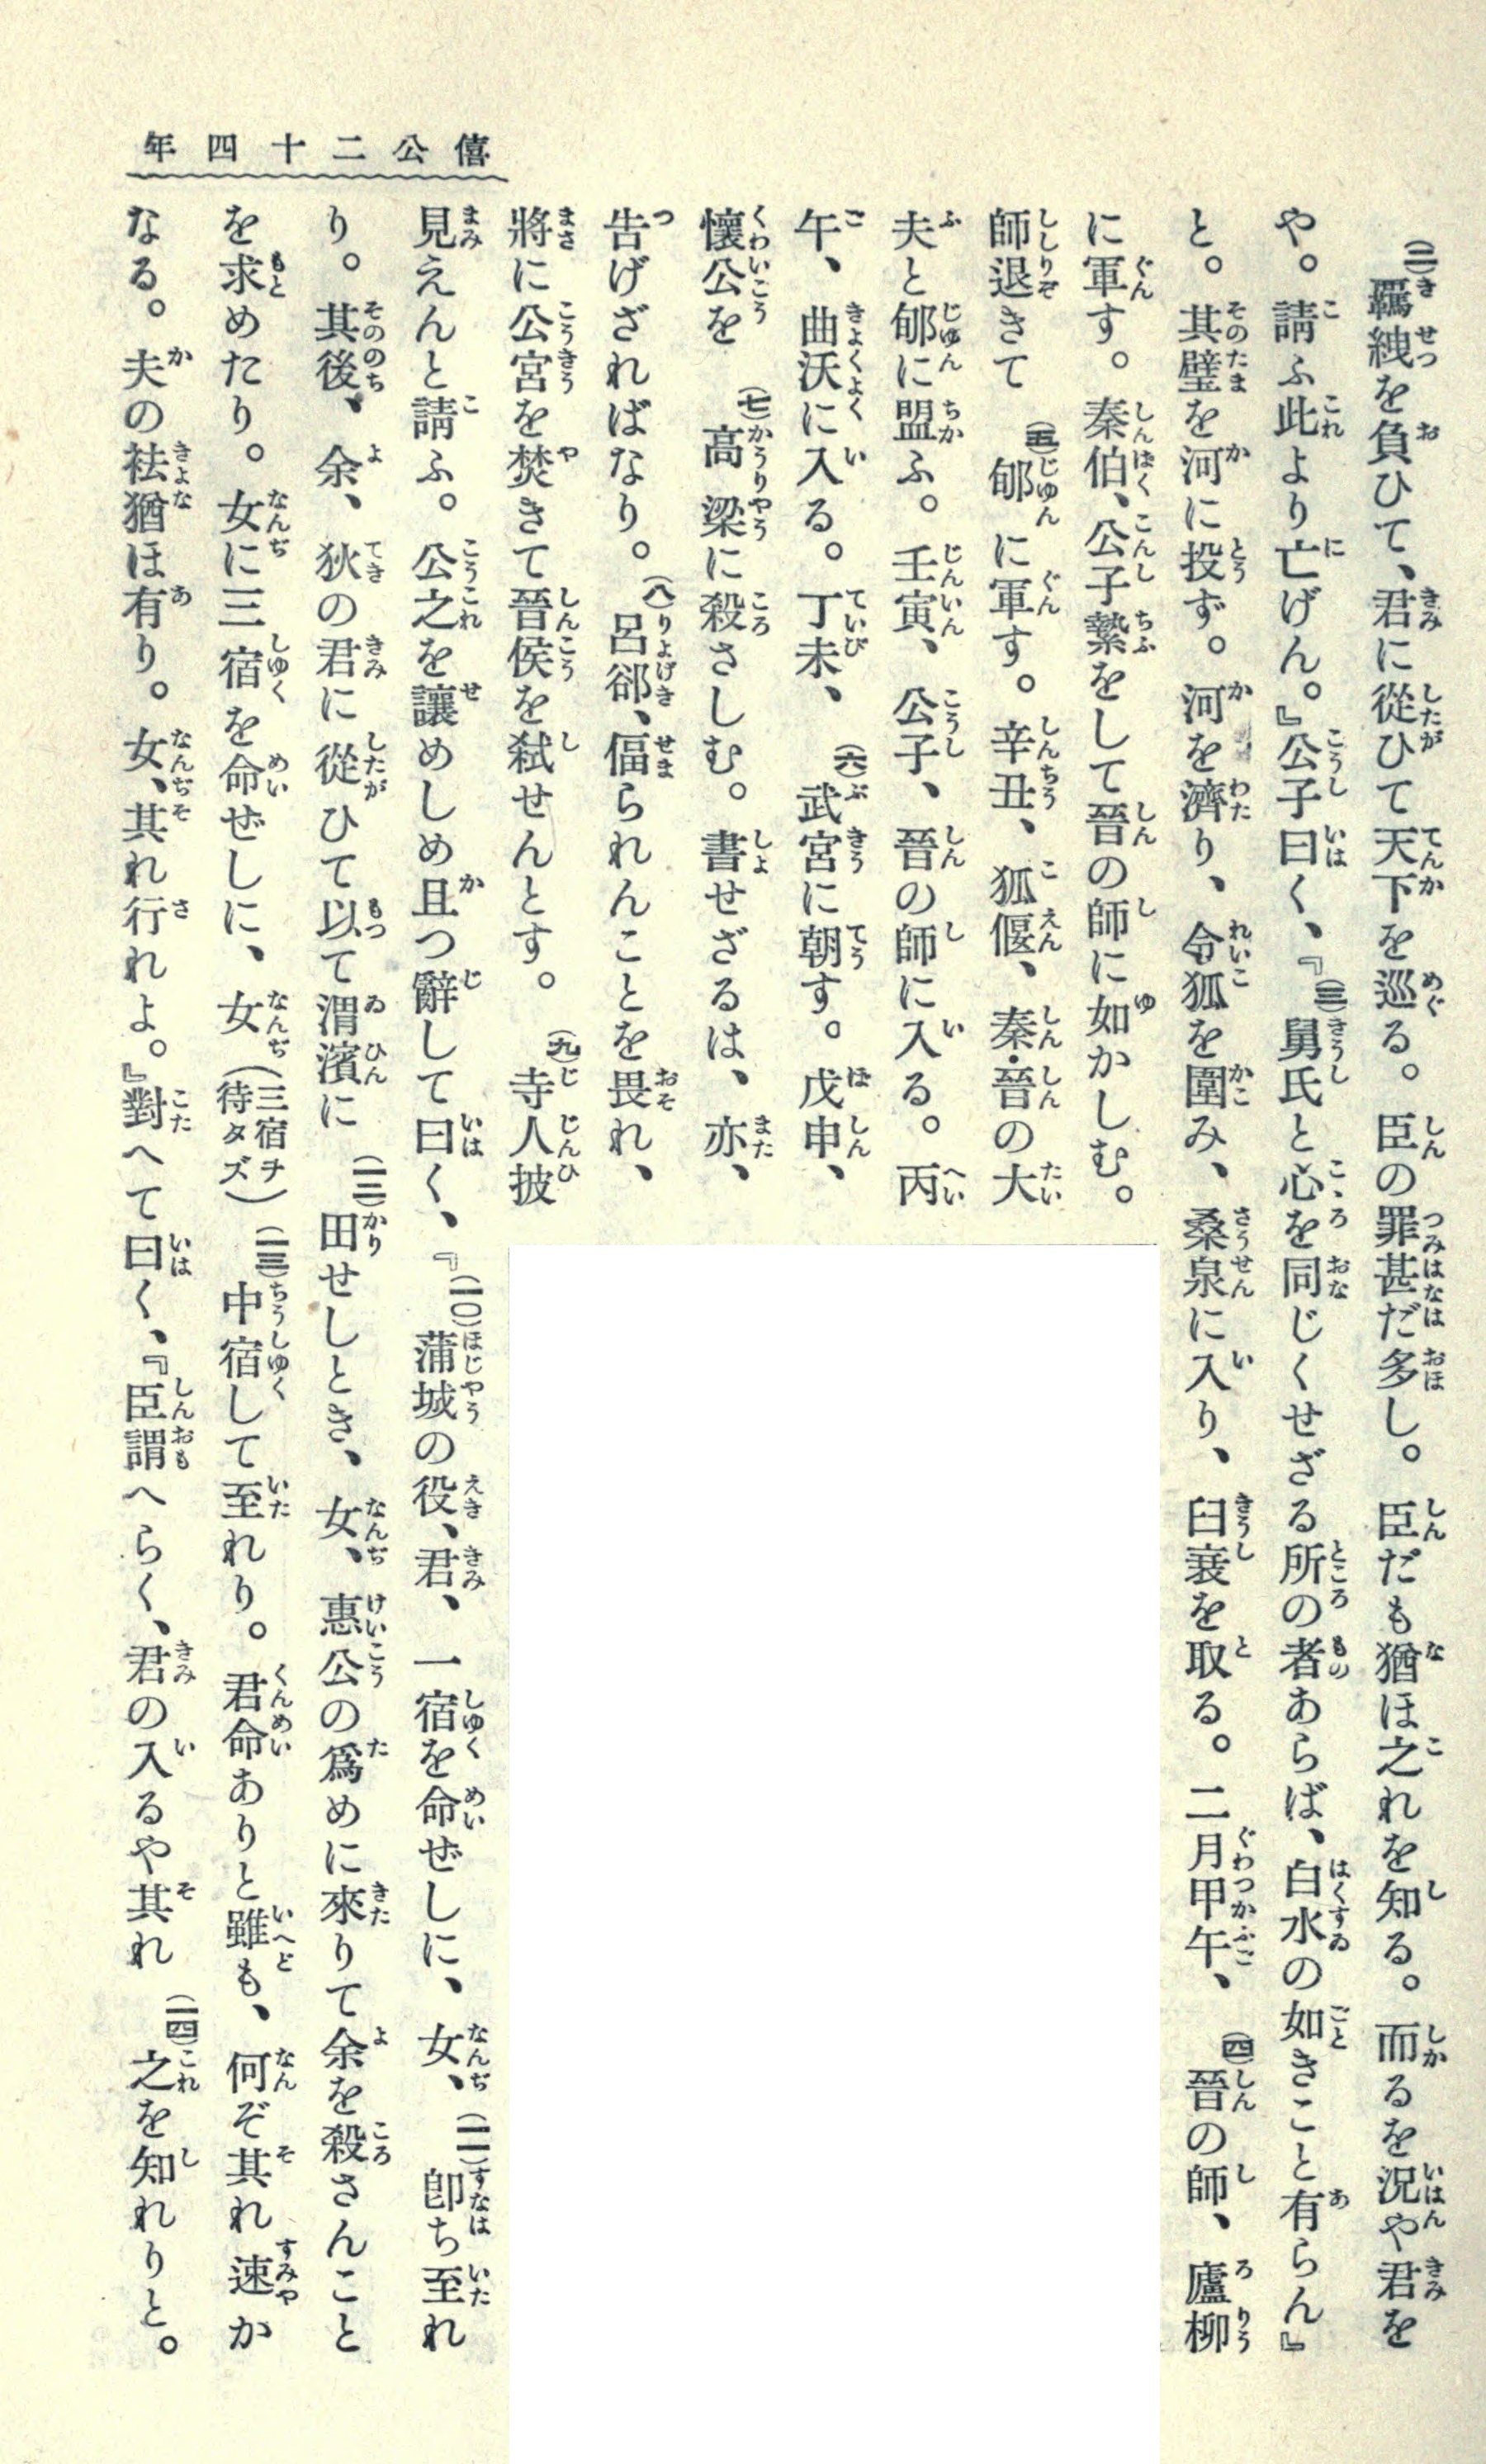 僖公二十四年
(二)羈絏を負ひて、君に從ひて天下を巡る。臣の罪甚だ多し。臣だも猶ほ之れを知る。而るを況や君を
や。請ふ此より亡げん。』公子曰く、『(三)舅氏と心を同じくせざる所の者あらば、白水の如きこと有らん』
と。其璧を河に投ず。河を濟り、令狐を圍み、桑泉に入り、臼衰を取る。二月甲午、(四)晉の師、廬柳
に軍す。秦伯、公子縶をして晉の師に如かしむ。
師退きて(五)郇に軍す。辛丑、狐偃、秦・晉の大
夫と郇に盟ふ。壬寅、公子、晉の師に入る。丙
午、曲沃に入る。丁未、(六)武宮に朝す。戊申、
懷公を(七)高梁に殺さしむ。書せざるは、亦、
告げざればなり。(八)呂郤、偪られんことを畏れ、
將に公宮を焚きて晉侯を弑せんとす。(九)寺人披
見えんと請ふ。公之を讓めしめ且つ辭して曰く、『(一〇)蒲城の役、君、一宿を命ぜしに、女、(一一)卽ち至れ
り。其後、余、狄の君に從ひて以て渭濱に(一二)田せしとき、女、惠公の爲めに來りて余を殺さんこと
を求めたり。女に三宿を命ぜしに、女(三宿ヲ待タズ)(一三)中宿して至れり。君命ありと雖も、何ぞ其れ速か
なる。夫の袪猶ほ有り。女、其れ行れよ。』對へて曰く、『臣謂へらく、君の入るや其れ(一四)之を知れりと。